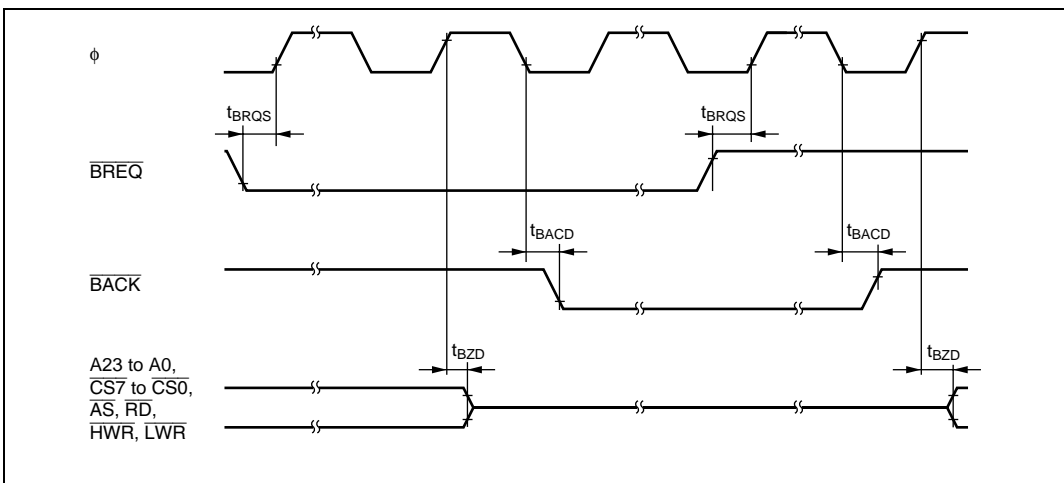 ϕ
tBRQS tBRQS
BREQ
tBACD tBACD
BACK
tBZD tBZD
A23 to A0,
CS7 to CS0,
AS, RD,
HWR, LWR